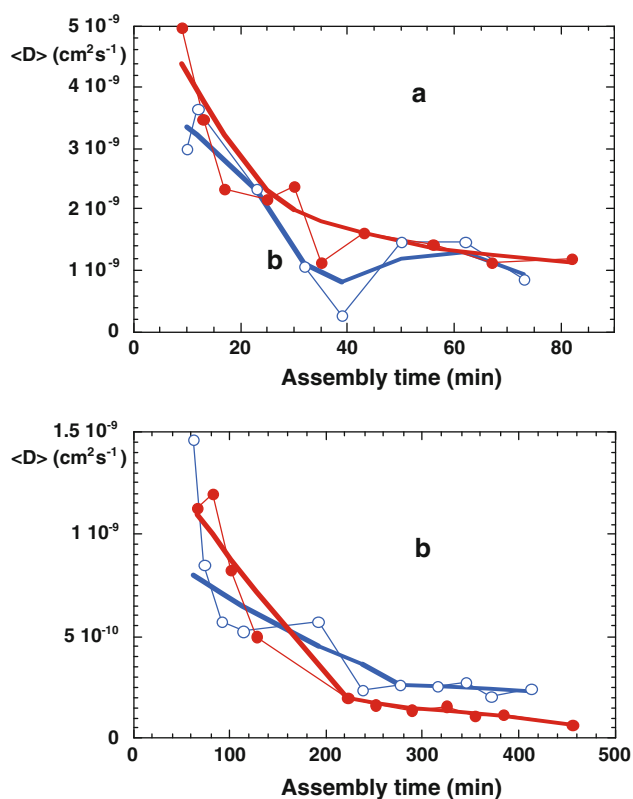 5 10⁻⁹
<D> (cm²s⁻¹)
4 10⁻⁹
a
3 10⁻⁹
2 10⁻⁹
b
1 10⁻⁹
0
0 20 40 60 80
Assembly time (min)
1.5 10⁻⁹
<D> (cm²s⁻¹)
1 10⁻⁹
b
5 10⁻¹⁰
0
0 100 200 300 400 500
Assembly time (min)